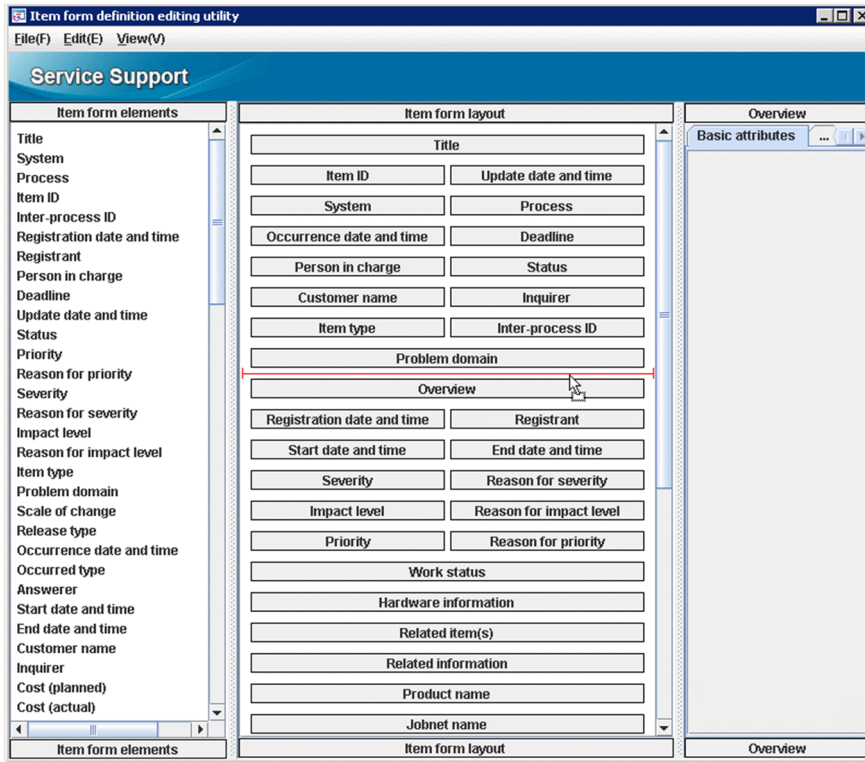 Item form definition editing utility
File(F) Edit(E) View(V)
Service Support
Item form elements
Title
System
Process
Item ID
Inter-process ID
Registration date and time
Registrant
Person in charge
Deadline
Update date and time
Status
Priority
Reason for priority
Severity
Reason for severity
Impact level
Reason for impact level
Item type
Problem domain
Scale of change
Release type
Occurrence date and time
Occurred type
Answerer
Start date and time
End date and time
Customer name
Inquirer
Cost (planned)
Cost (actual)
Item form elements
Item form layout
Title
Item ID Update date and time
System Process
Occurrence date and time Deadline
Person in charge Status
Customer name Inquirer
Item type Inter-process ID
Problem domain
Overview
Registration date and time Registrant
Start date and time End date and time
Severity Reason for severity
Impact level Reason for impact level
Priority Reason for priority
Work status
Hardware information
Related item(s)
Related information
Product name
Jobnet name
Item form layout
Overview
Basic attributes ...
Overview